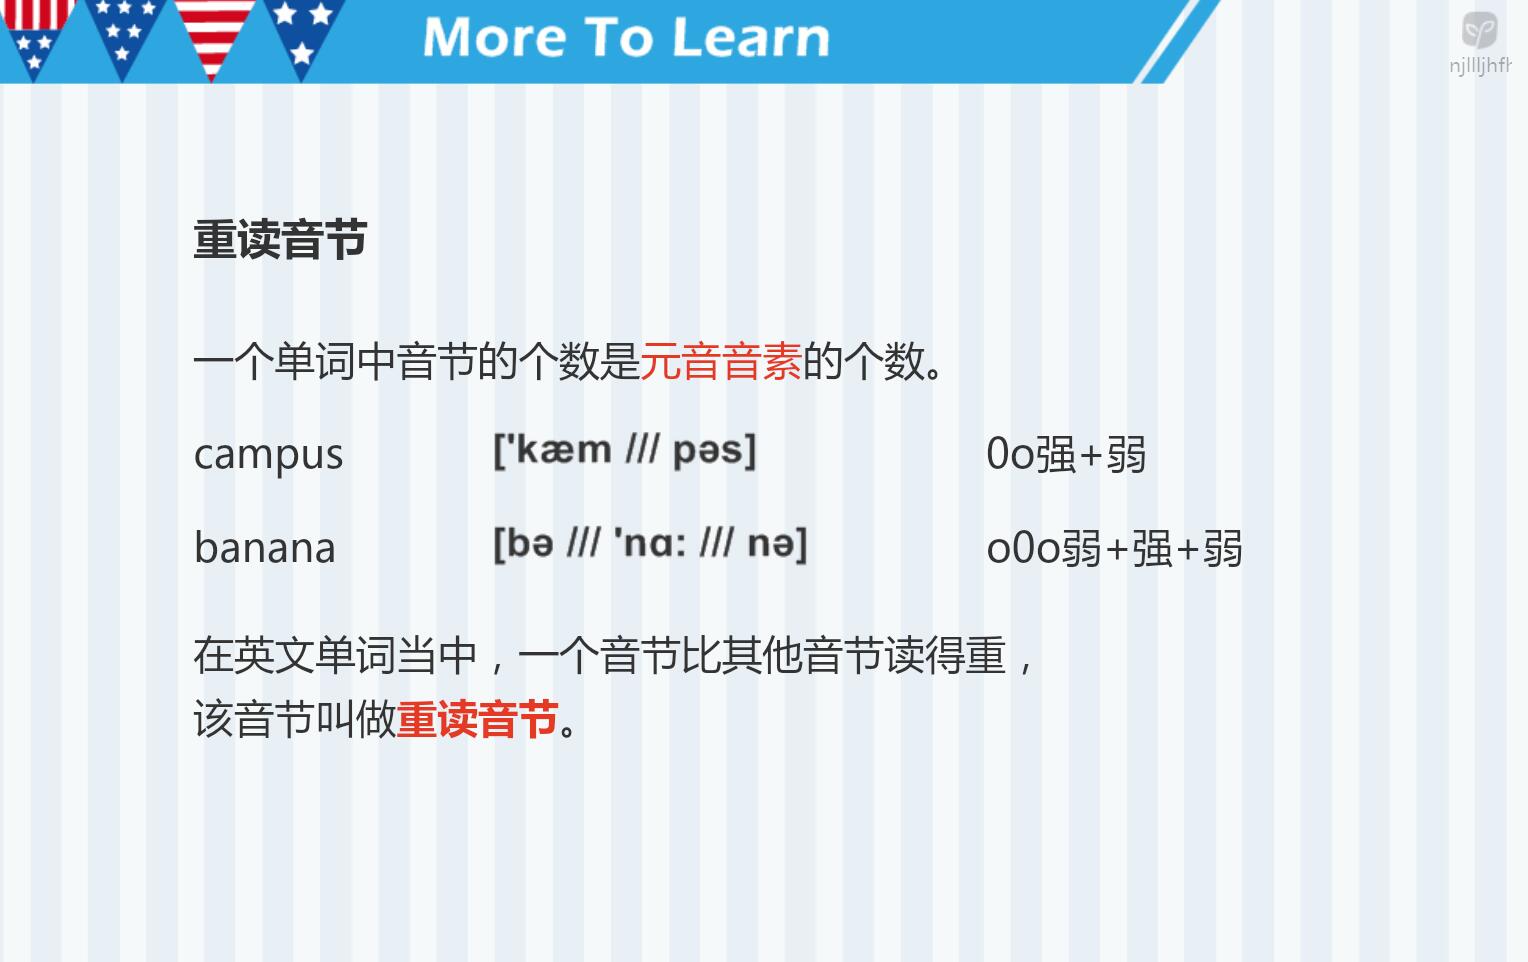 More To Learn
njllljhfh
重读音节
一个单词中音节的个数是元音音素的个数。
campus ['kæm /// pəs] 0o强+弱
banana [bə /// 'nɑ: /// nə] o0o弱+强+弱
在英文单词当中，一个音节比其他音节读得重，
该音节叫做重读音节。